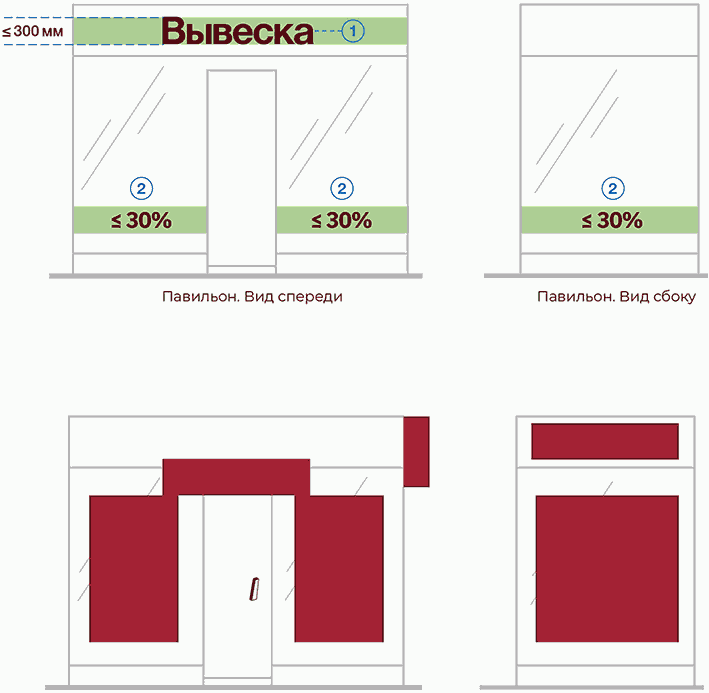 ≤ 300 мм Вывеска 1
2 2 2
≤ 30% ≤ 30% ≤ 30%
Павильон. Вид спереди Павильон. Вид сбоку